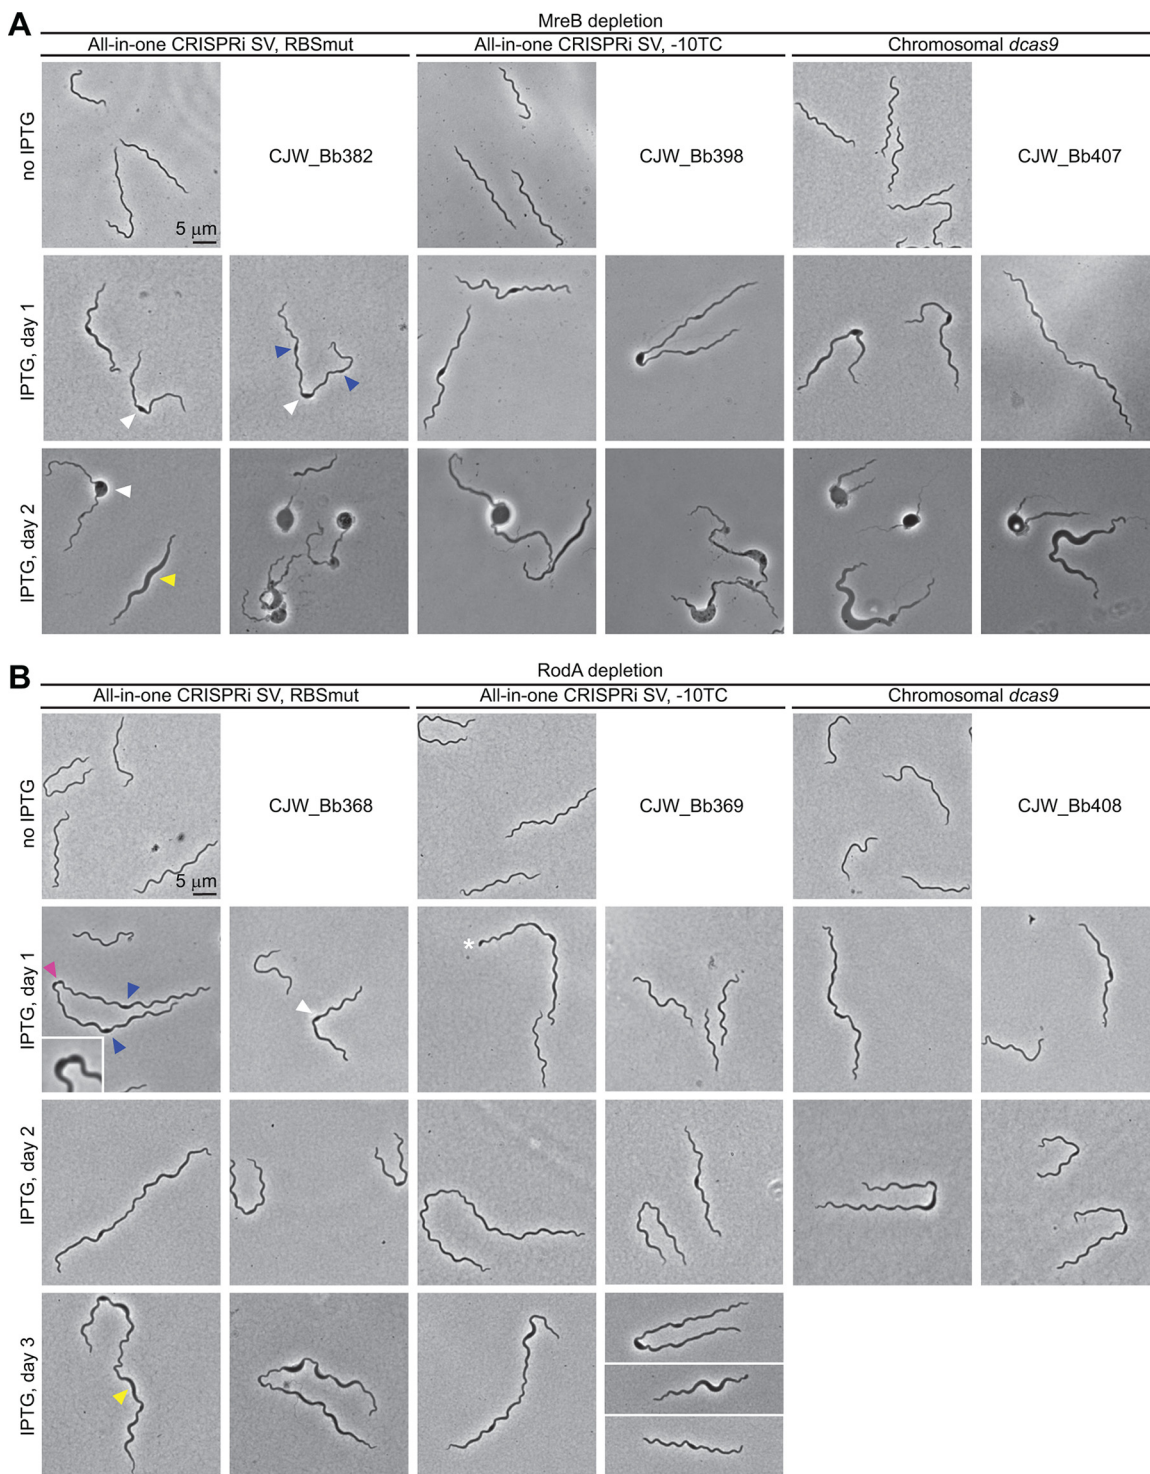 A
MreB depletion
All-in-one CRISPRi SV, RBSmut
All-in-one CRISPRi SV, -10TC
Chromosomal dcas9
no IPTG
5 μm
CJW_Bb382
CJW_Bb398
CJW_Bb407
IPTG, day 1
IPTG, day 2
B
RodA depletion
All-in-one CRISPRi SV, RBSmut
All-in-one CRISPRi SV, -10TC
Chromosomal dcas9
no IPTG
5 μm
CJW_Bb368
CJW_Bb369
CJW_Bb408
IPTG, day 1
*
IPTG, day 2
IPTG, day 3